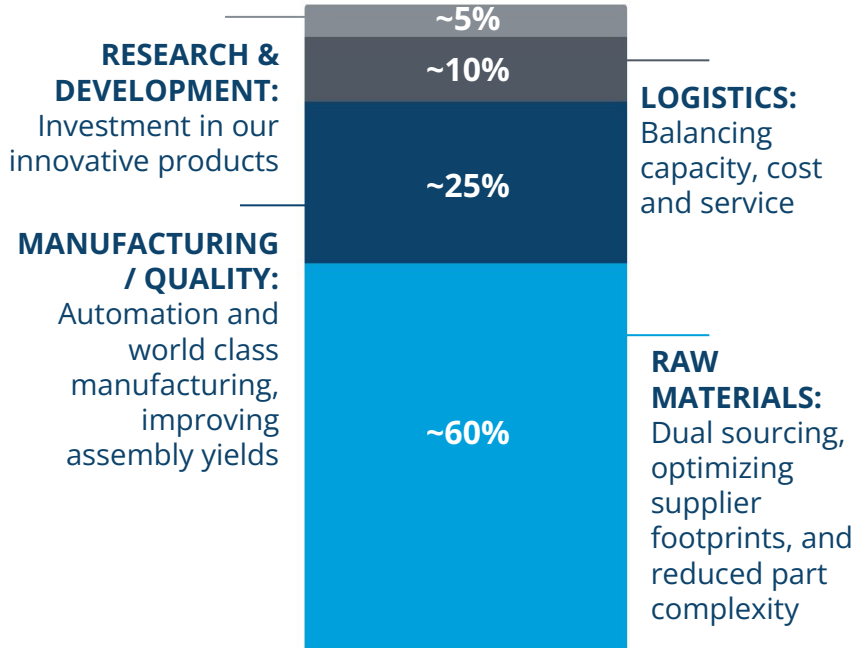 ~5%
RESEARCH &
DEVELOPMENT:
Investment in our
innovative products
~10%
LOGISTICS:
Balancing
capacity, cost
and service
~25%
MANUFACTURING
/ QUALITY:
Automation and
world class
manufacturing,
improving
assembly yields
~60%
RAW
MATERIALS:
Dual sourcing,
optimizing
supplier
footprints, and
reduced part
complexity